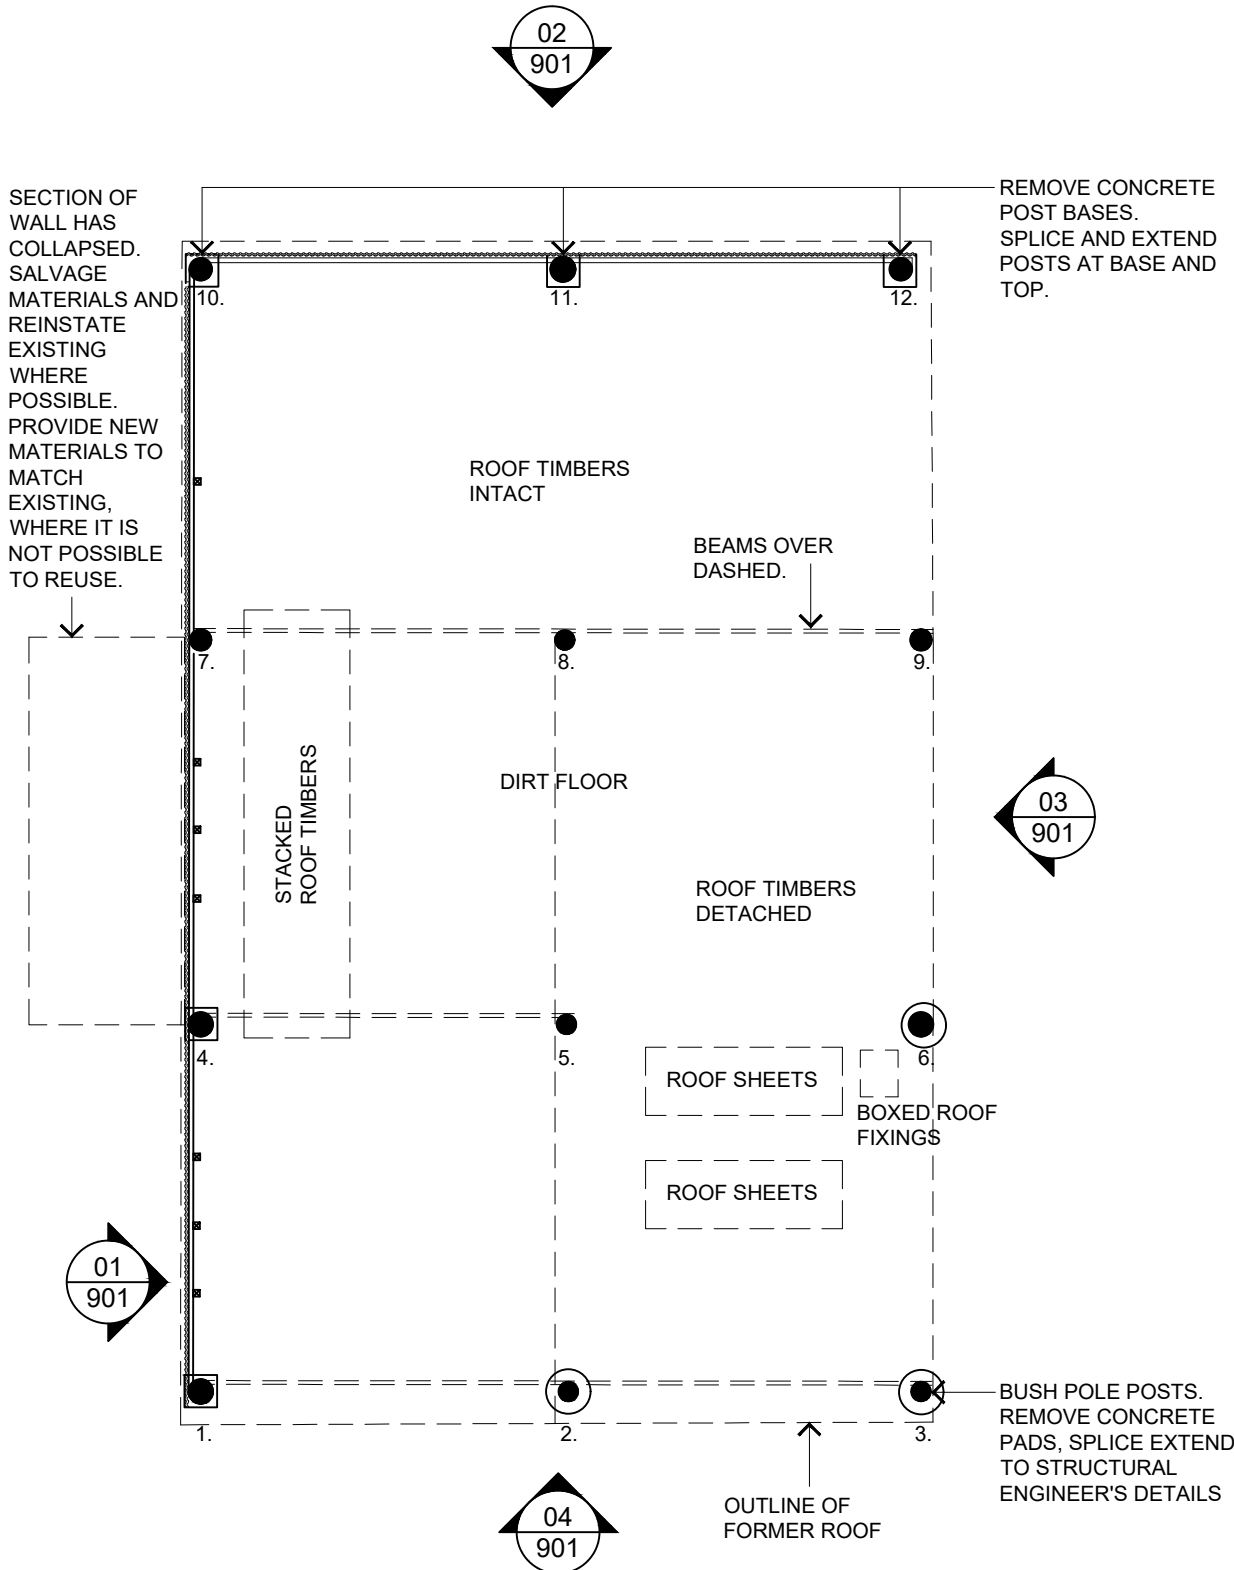 02
901
SECTION OF
WALL HAS
COLLAPSED.
SALVAGE
MATERIALS AND
REINSTATE
EXISTING
WHERE
POSSIBLE.
PROVIDE NEW
MATERIALS TO
MATCH
EXISTING,
WHERE IT IS
NOT POSSIBLE
TO REUSE.
REMOVE CONCRETE
POST BASES.
SPLICE AND EXTEND
POSTS AT BASE AND
TOP.
10.
11.
12.
ROOF TIMBERS
INTACT
BEAMS OVER
DASHED.
7.
8.
9.
STACKED
ROOF TIMBERS
DIRT FLOOR
03
901
ROOF TIMBERS
DETACHED
4.
5.
6.
ROOF SHEETS
BOXED ROOF
FIXINGS
ROOF SHEETS
01
901
1.
2.
3.
BUSH POLE POSTS.
REMOVE CONCRETE
PADS, SPLICE EXTEND
TO STRUCTURAL
ENGINEER'S DETAILS
OUTLINE OF
FORMER ROOF
04
901